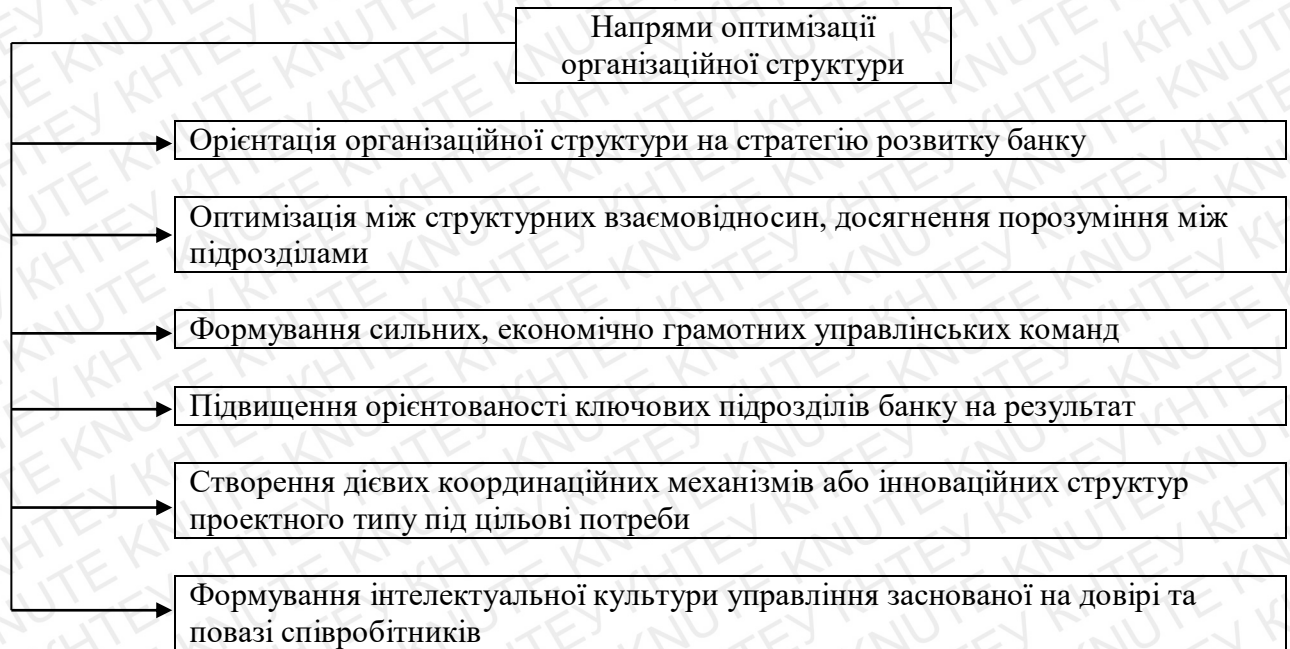 Напрями оптимізації
організаційної структури
Орієнтація організаційної структури на стратегію розвитку банку
Оптимізація між структурних взаємовідносин, досягнення порозуміння між
підрозділами
Формування сильних, економічно грамотних управлінських команд
Підвищення орієнтованості ключових підрозділів банку на результат
Створення дієвих координаційних механізмів або інноваційних структур
проектного типу під цільові потреби
Формування інтелектуальної культури управління заснованої на довірі та
повазі співробітників